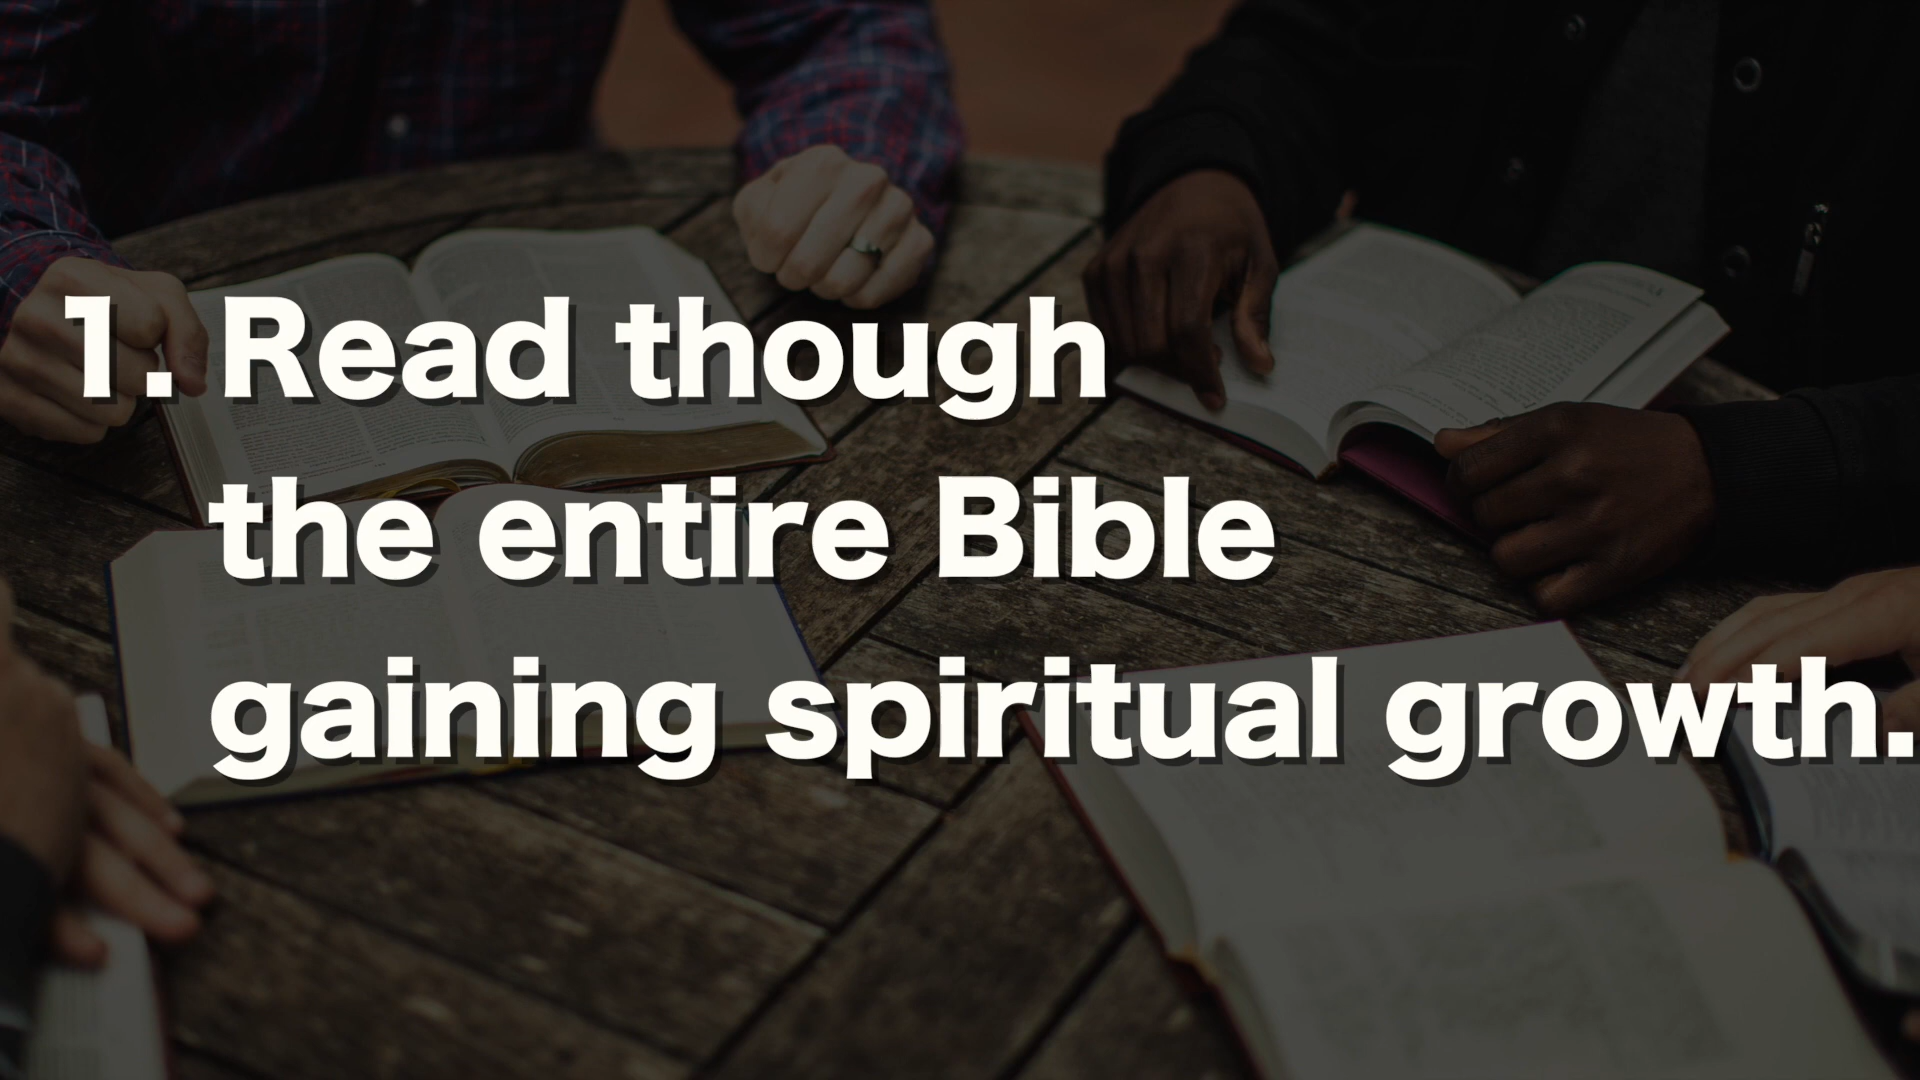 1. Read though
the entire Bible
gaining spiritual growth.